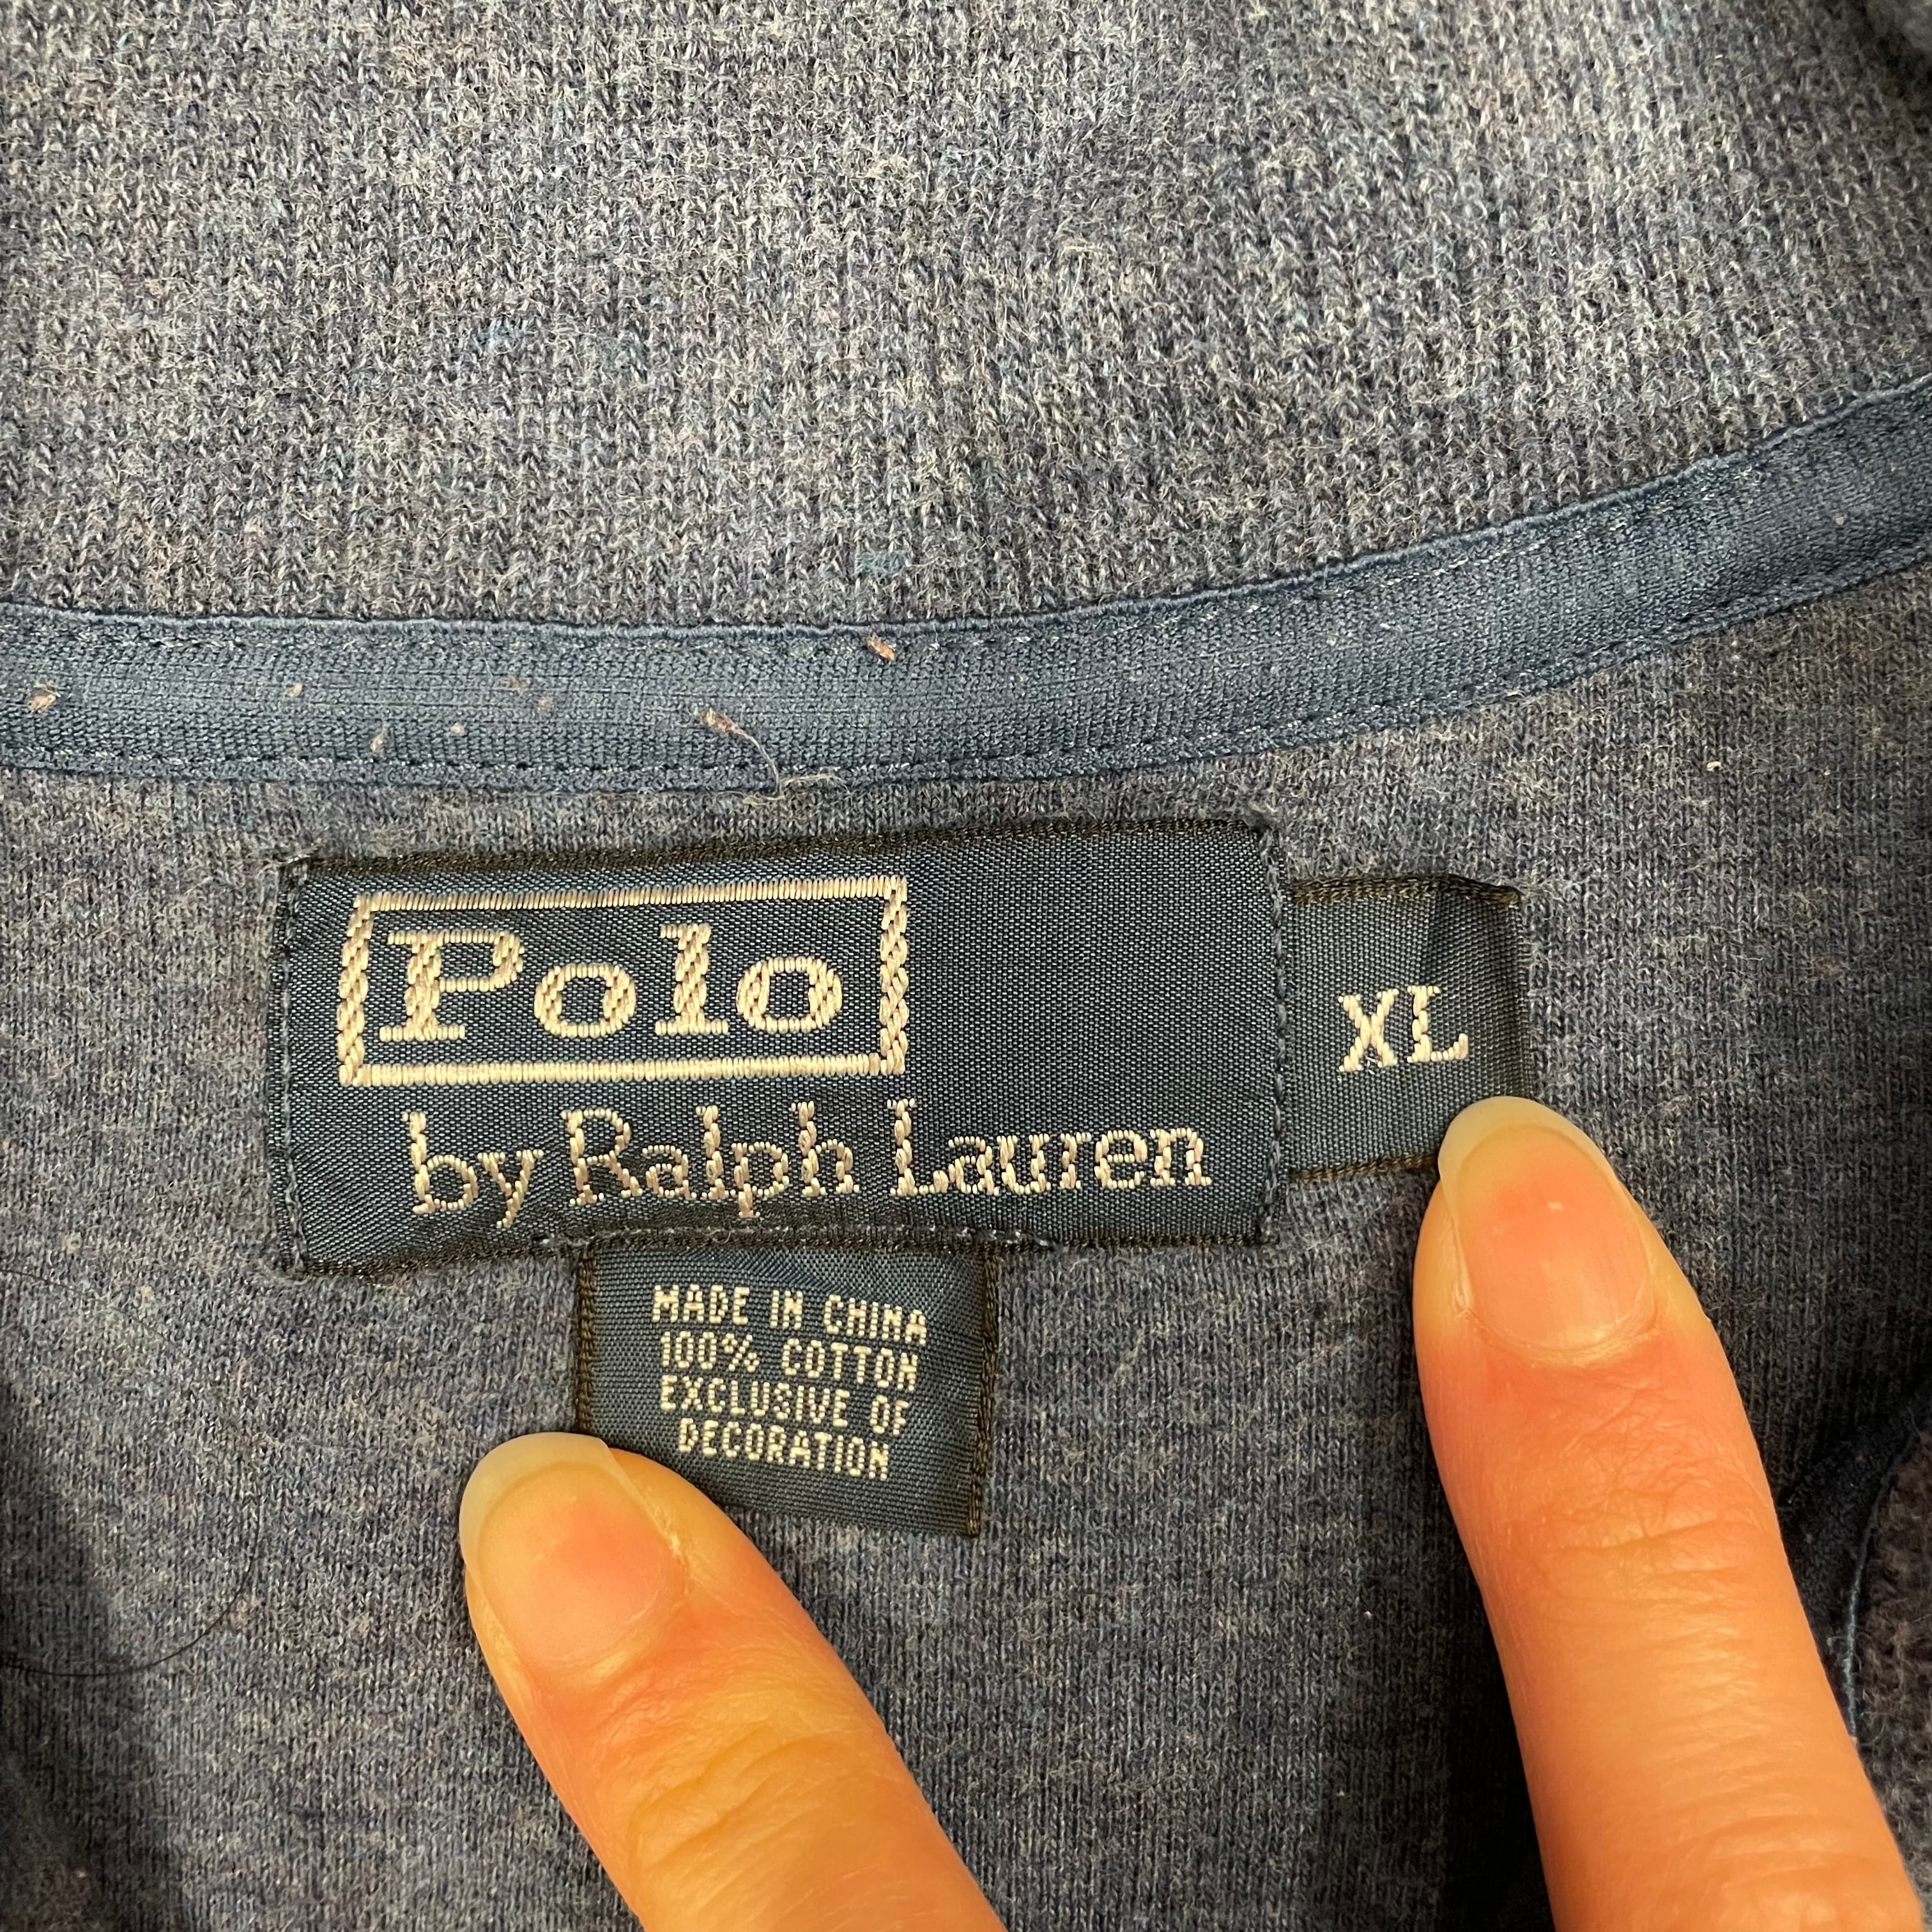 Polo
by Ralph Lauren
XL
MADE IN CHINA
100% COTTON
EXCLUSIVE OF
DECORATION